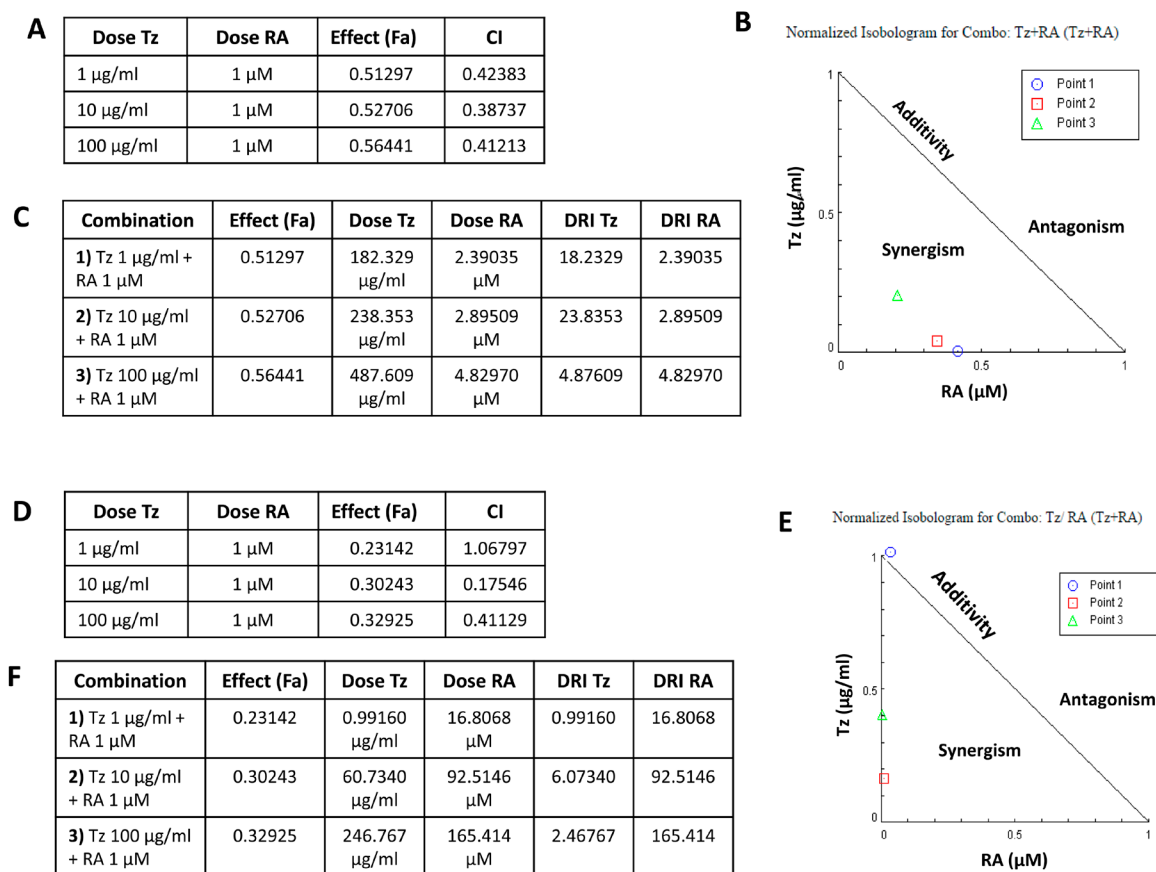 A
Dose Tz Dose RA Effect (Fa) CI
1 µg/ml 1 µM 0.51297 0.42383
10 µg/ml 1 µM 0.52706 0.38737
100 µg/ml 1 µM 0.56441 0.41213
B
Normalized Isobologram for Combo: Tz+RA (Tz+RA)
Point 1
Point 2
Point 3
1
0.5
0
Tz (µg/ml)
Additivity
Antagonism
Synergism
0 0.5 1
RA (µM)
C
Combination Effect (Fa) Dose Tz Dose RA DRI Tz DRI RA
1) Tz 1 µg/ml + 0.51297 182.329 2.39035 18.2329 2.39035
RA 1 µM µg/ml µM
2) Tz 10 µg/ml 0.52706 238.353 2.89509 23.8353 2.89509
+ RA 1 µM µg/ml µM
3) Tz 100 µg/ml 0.56441 487.609 4.82970 4.87609 4.82970
+ RA 1 µM µg/ml µM
D
Dose Tz Dose RA Effect (Fa) CI
1 µg/ml 1 µM 0.23142 1.06797
10 µg/ml 1 µM 0.30243 0.17546
100 µg/ml 1 µM 0.32925 0.41129
E
Normalized Isobologram for Combo: Tz/ RA (Tz+RA)
Point 1
Point 2
Point 3
1
0.5
0
Tz (µg/ml)
Additivity
Antagonism
Synergism
0 0.5 1
RA (µM)
F
Combination Effect (Fa) Dose Tz Dose RA DRI Tz DRI RA
1) Tz 1 µg/ml + 0.23142 0.99160 16.8068 0.99160 16.8068
RA 1 µM µg/ml µM
2) Tz 10 µg/ml 0.30243 60.7340 92.5146 6.07340 92.5146
+ RA 1 µM µg/ml µM
3) Tz 100 µg/ml 0.32925 246.767 165.414 2.46767 165.414
+ RA 1 µM µg/ml µM